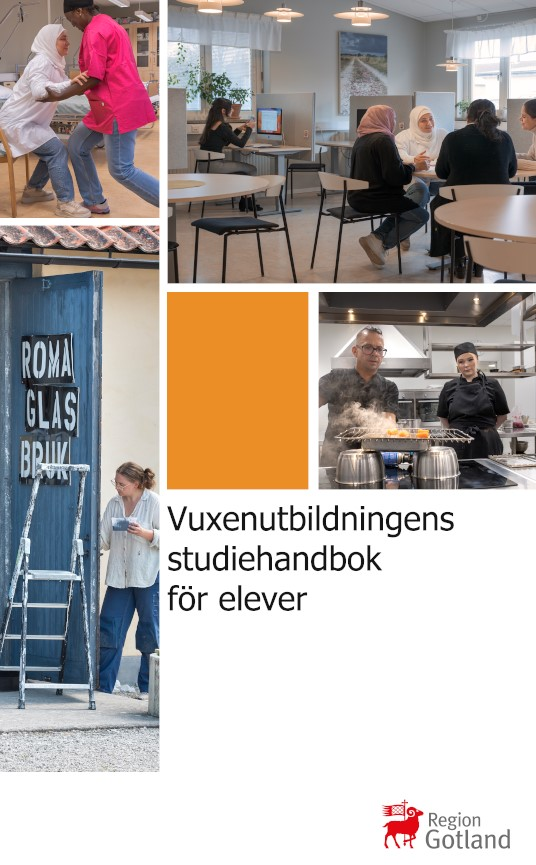 ROMA
GLAS
BRUK
Vuxenutbildningens
studiehandbok
för elever
Region
Gotland